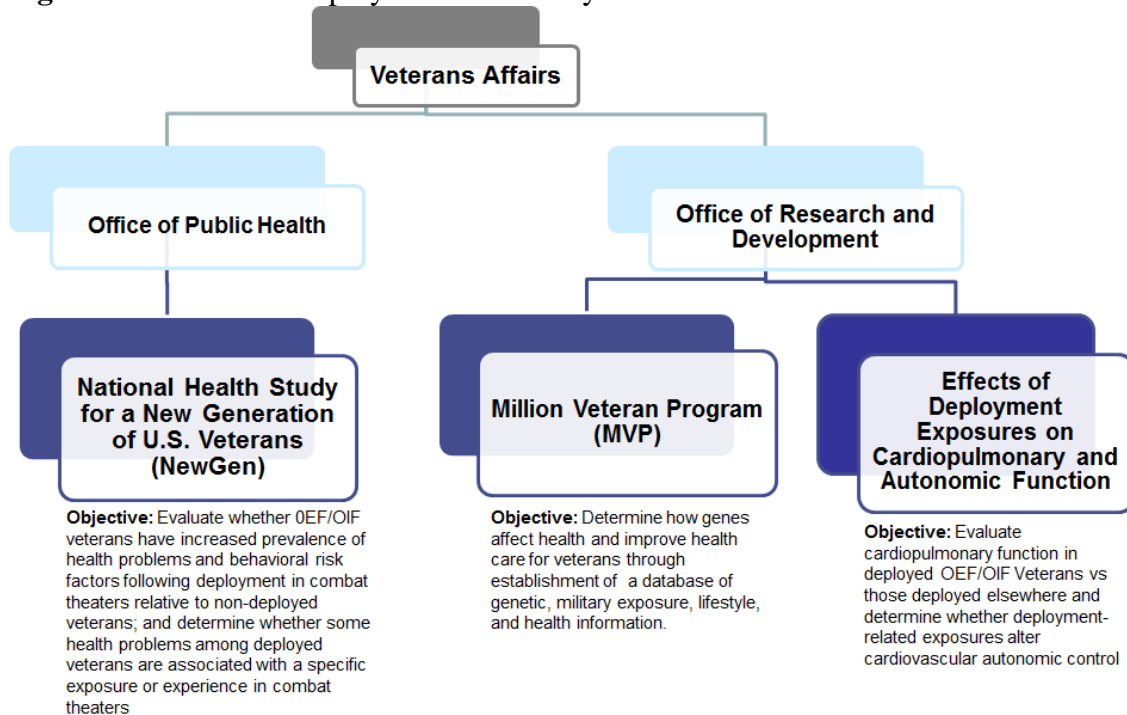 Veterans Affairs
Office of Public Health
Office of Research and
Development
National Health Study
for a New Generation
of U.S. Veterans
(NewGen)
Objective: Evaluate whether 0EF/OIF
veterans have increased prevalence of
health problems and behavioral risk
factors following deployment in combat
theaters relative to non-deployed
veterans; and determine whether some
health problems among deployed
veterans are associated with a specific
exposure or experience in combat
theaters
Million Veteran Program
(MVP)
Objective: Determine how genes
affect health and improve health
care for veterans through
establishment of a database of
genetic, military exposure, lifestyle,
and health information.
Effects of
Deployment
Exposures on
Cardiopulmonary and
Autonomic Function
Objective: Evaluate
cardiopulmonary function in
deployed OEF/OIF Veterans vs
those deployed elsewhere and
determine whether deployment-
related exposures alter
cardiovascular autonomic control